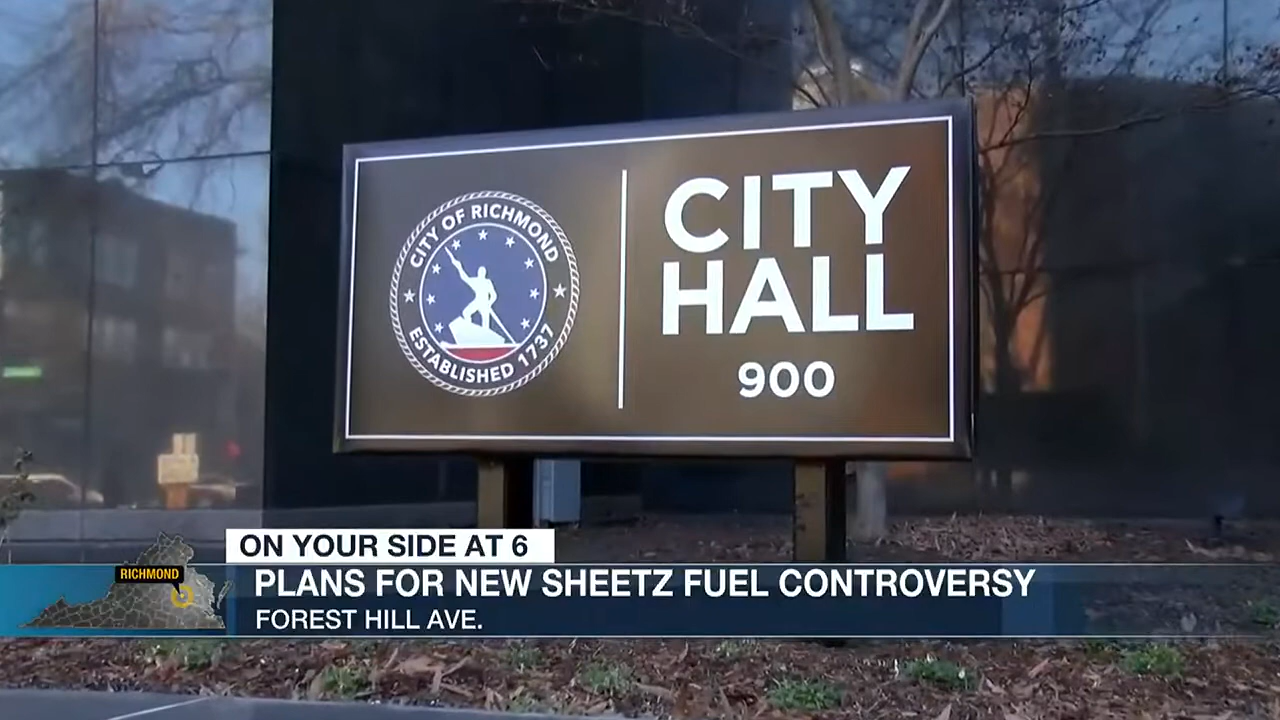 CITY OF RICHMOND
ESTABLISHED 1737
CITY
HALL
900
ON YOUR SIDE AT 6
RICHMOND
PLANS FOR NEW SHEETZ FUEL CONTROVERSY
FOREST HILL AVE.